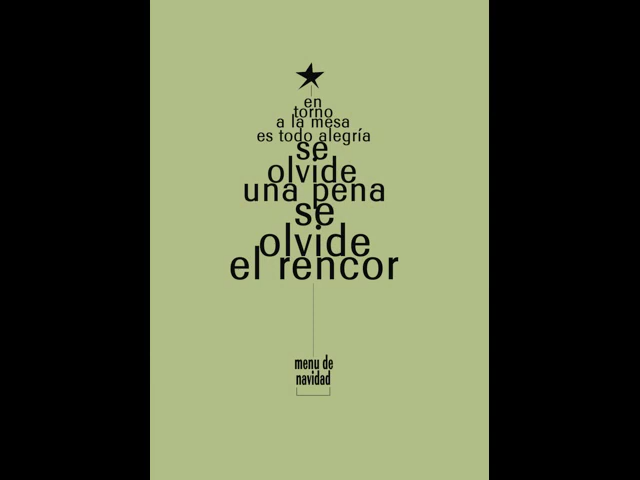 en
torno
a la mesa
es todo alegría
se
olvide
una pena
se
olvide
el rencor
menu de
navidad